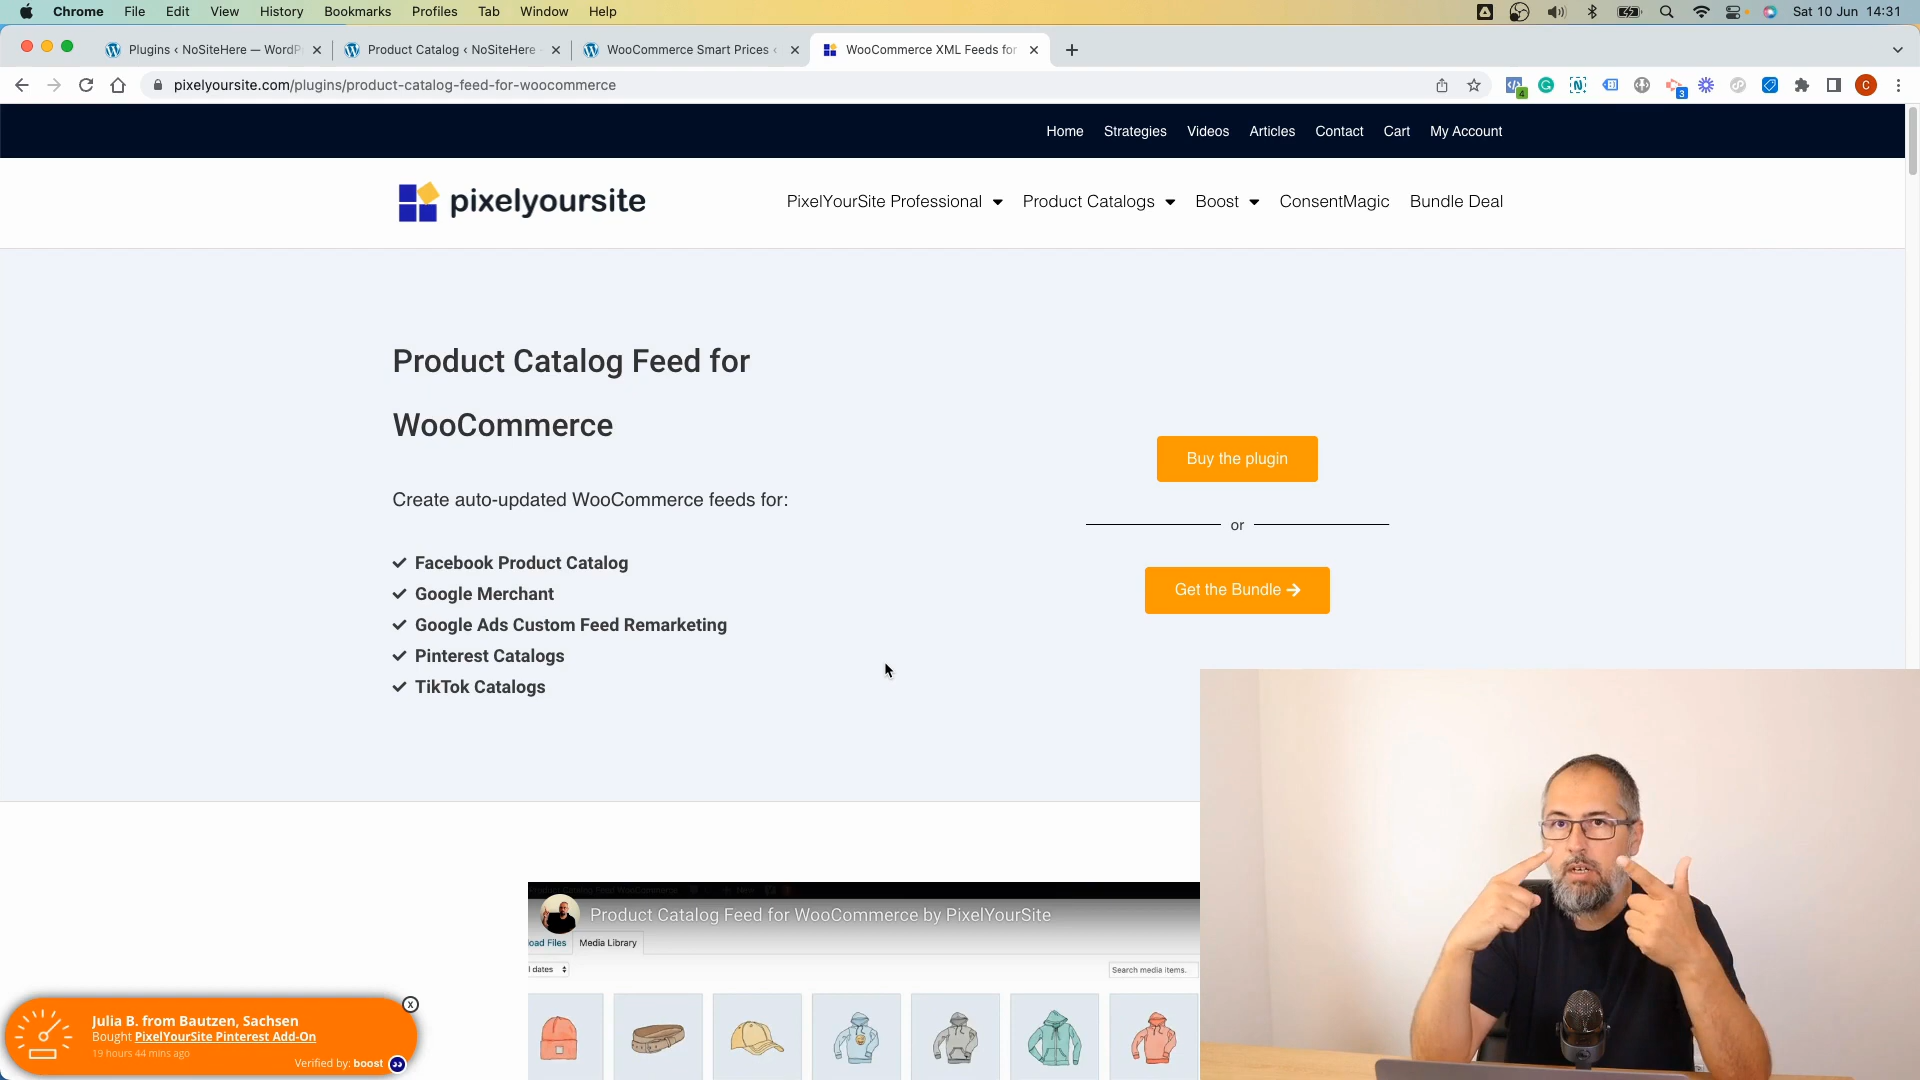 Chrome File Edit View History Bookmarks Profiles Tab Window Help
Sat 10 Jun 14:31
Plugins ‹ NoSiteHere — WordP
Product Catalog ‹ NoSiteHere
WooCommerce Smart Prices ‹
WooCommerce XML Feeds for
pixelyoursite.com/plugins/product-catalog-feed-for-woocommerce
4
3
C
Home Strategies Videos Articles Contact Cart My Account
pixelyoursite
PixelYourSite Professional Product Catalogs Boost ConsentMagic Bundle Deal
Product Catalog Feed for
WooCommerce
Create auto-updated WooCommerce feeds for:
Facebook Product Catalog
Google Merchant
Google Ads Custom Feed Remarketing
Pinterest Catalogs
TikTok Catalogs
Buy the plugin
or
Get the Bundle
Product Catalog Feed for WooCommerce by PixelYourSite
oad Files Media Library
l dates
Search media items.
Julia B. from Bautzen, Sachsen
Bought PixelYourSite Pinterest Add-On
19 hours 44 mins ago
Verified by: boost